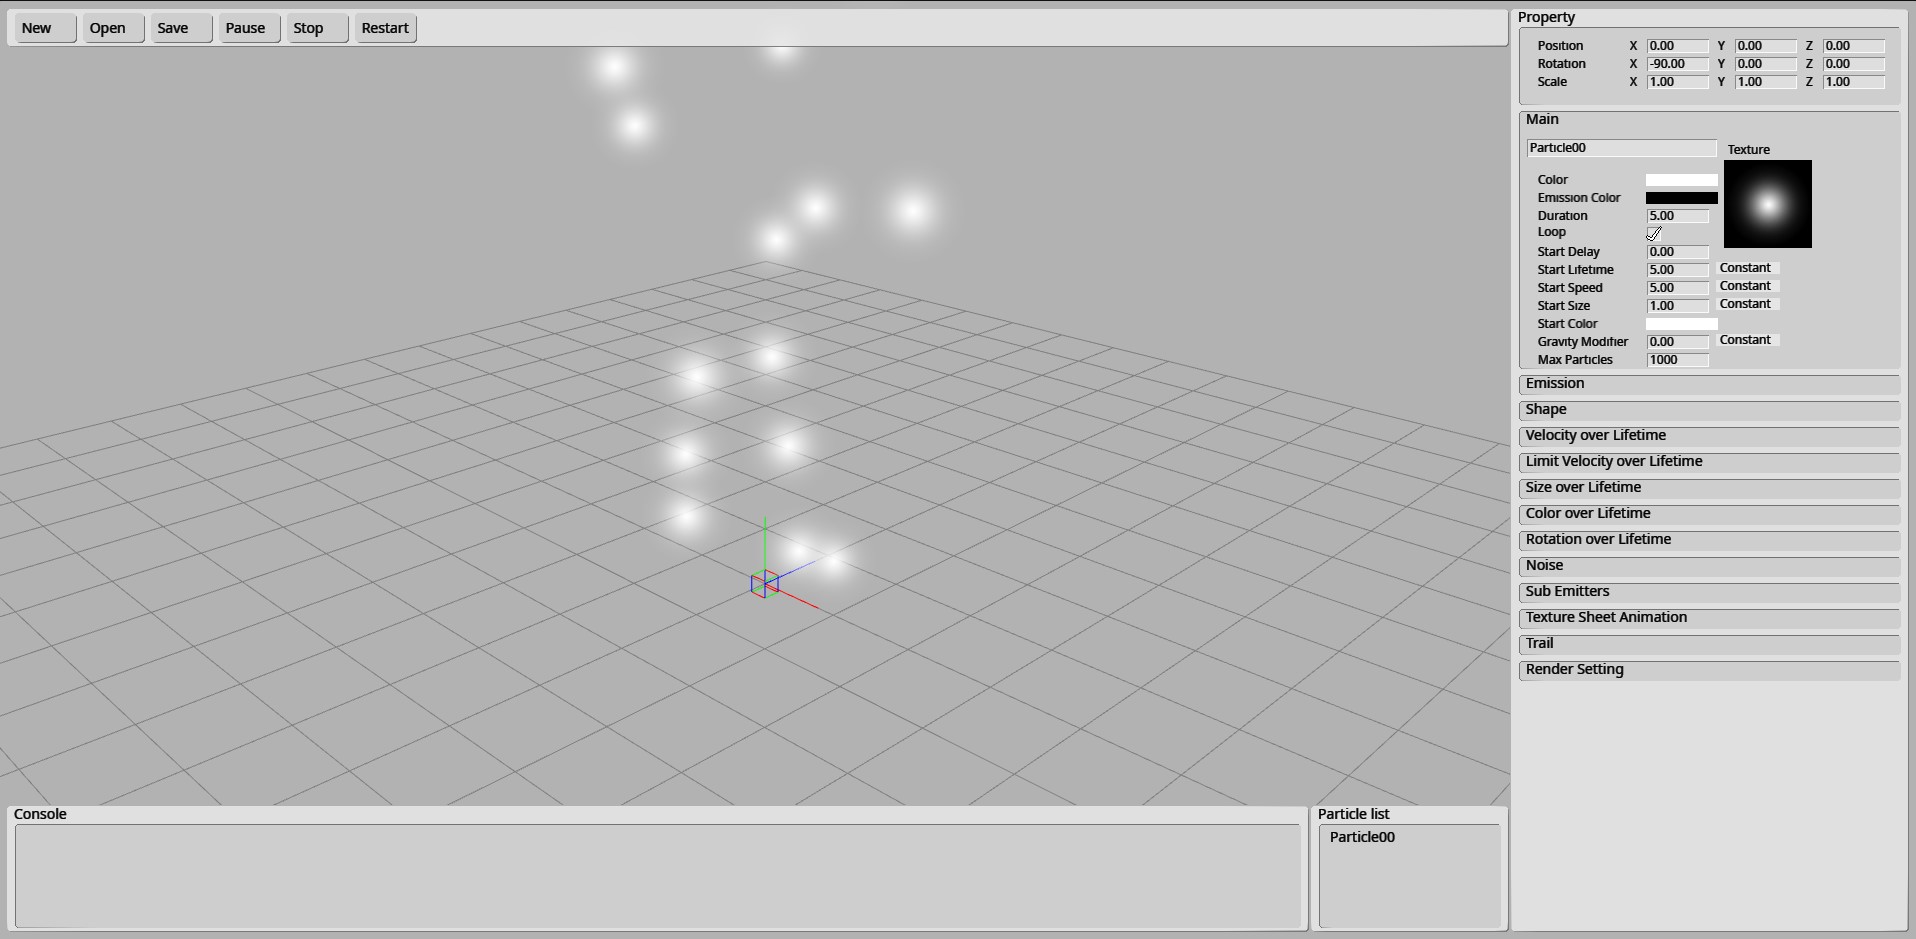 New Open Save Pause Stop Restart
Property
Position X 0.00 Y 0.00 Z 0.00
Rotation X -90.00 Y 0.00 Z 0.00
Scale X 1.00 Y 1.00 Z 1.00
Main
Particle00
Texture
Color
Emission Color
Duration 5.00
Loop
Start Delay 0.00
Start Lifetime 5.00 Constant
Start Speed 5.00 Constant
Start Size 1.00 Constant
Start Color
Gravity Modifier 0.00 Constant
Max Particles 1000
Emission
Shape
Velocity over Lifetime
Limit Velocity over Lifetime
Size over Lifetime
Color over Lifetime
Rotation over Lifetime
Noise
Sub Emitters
Texture Sheet Animation
Trail
Render Setting
Console
Particle list
Particle00